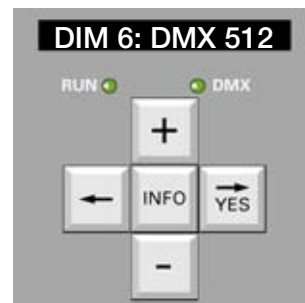 DIM 6: DMX 512
RUN DMX
+
← INFO → YES
-